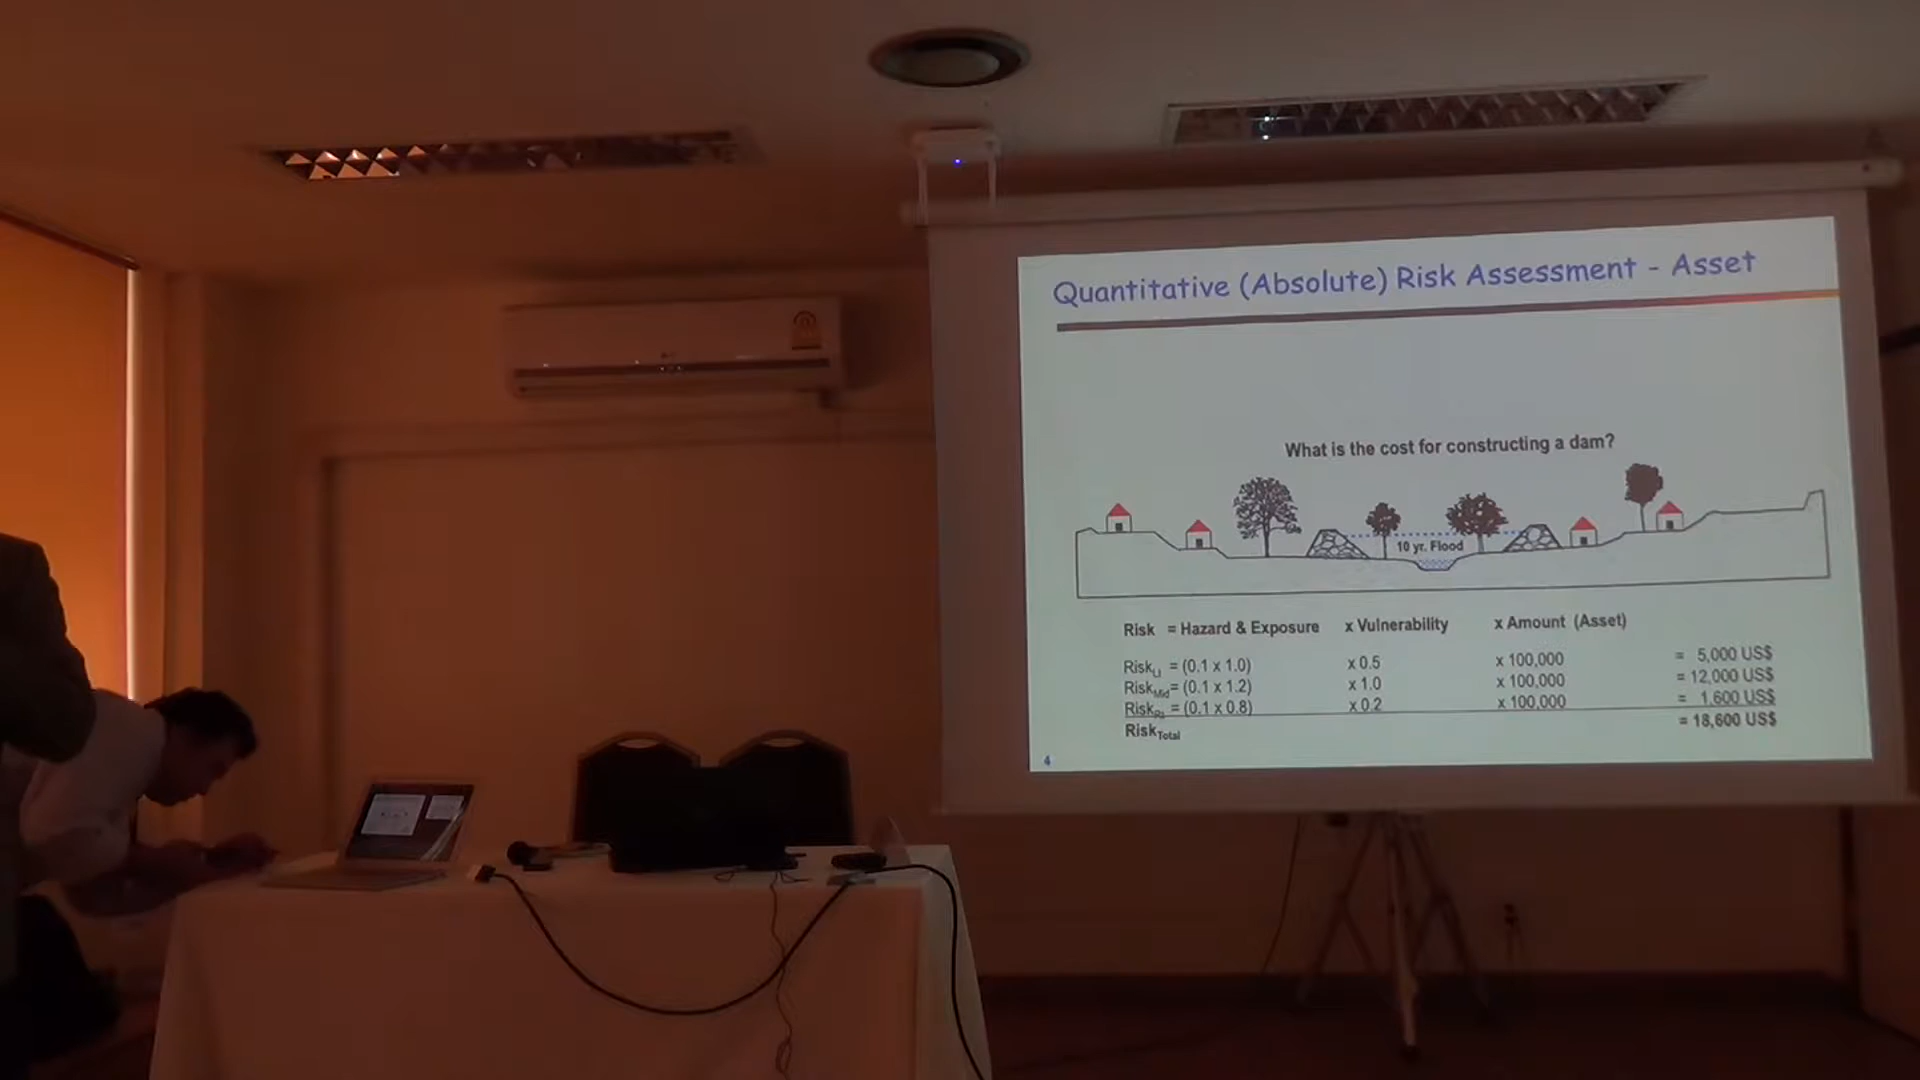 Quantitative (Absolute) Risk Assessment - Asset
What is the cost for constructing a dam?
10 yr. Flood
Risk = Hazard & Exposure x Vulnerability x Amount (Asset)
Risk = (0.1 x 1.0) x 0.5 x 100,000 = 5,000 US$
RiskMid = (0.1 x 1.2) x 1.0 x 100,000 = 12,000 US$
Risk = (0.1 x 0.8) x 0.2 x 100,000 = 1,600 US$
RiskTotal = 18,600 US$
4